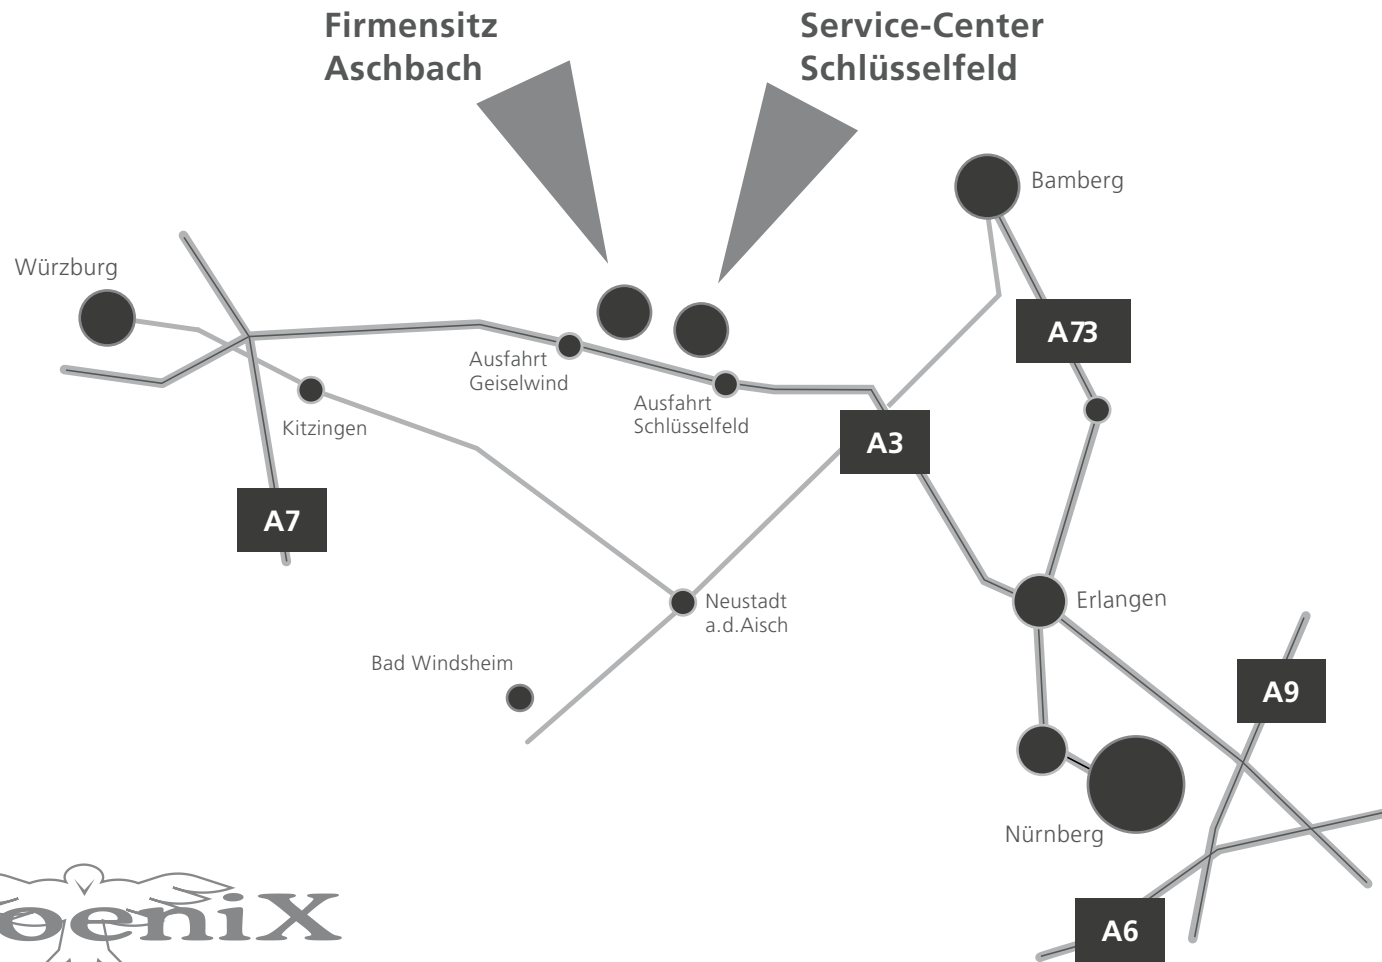 Firmensitz
Aschbach
Service-Center
Schlüsselfeld
Bamberg
Würzburg
A73
Ausfahrt
Geiselwind
Ausfahrt
Schlüsselfeld
Kitzingen
A3
A7
Neustadt
a.d.Aisch
Erlangen
Bad Windsheim
A9
Nürnberg
A6
oeniX